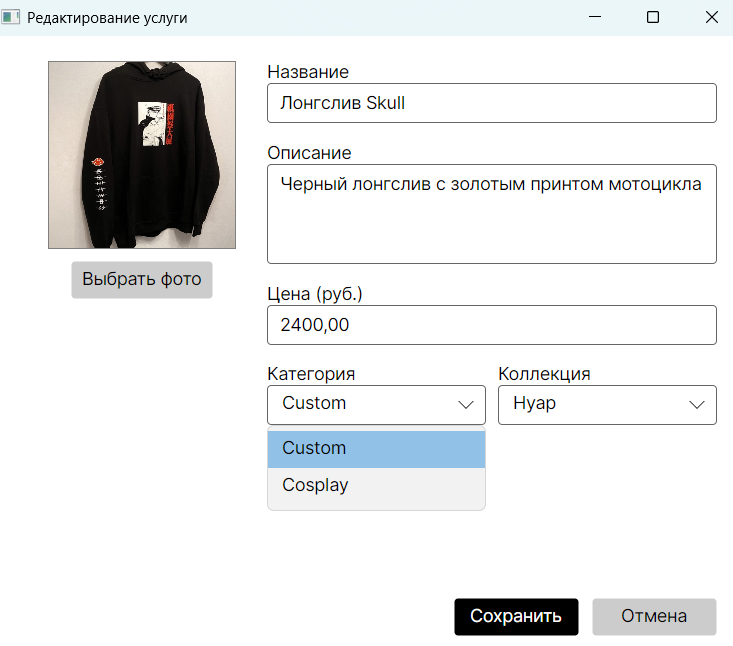 Редактирование услуги
Название
Лонгслив Skull
Описание
Черный лонгслив с золотым принтом мотоцикла
Выбрать фото
Цена (руб.)
2400,00
Категория
Коллекция
Custom
Нуар
Custom
Cosplay
Сохранить
Отмена